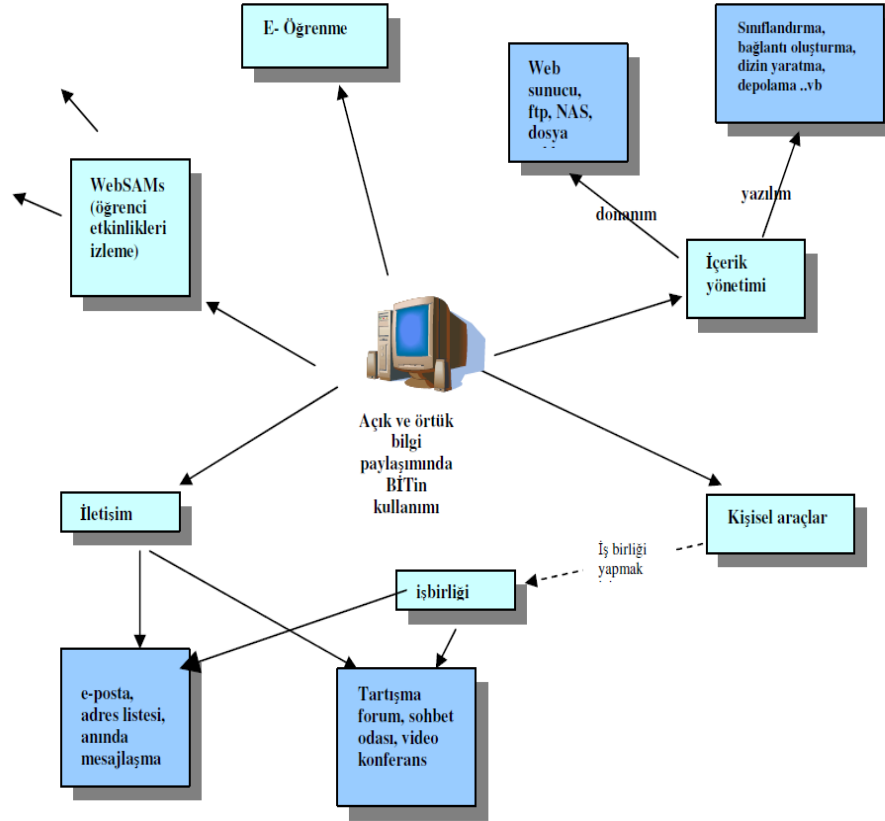 E- Öğrenme
Web
sunucu,
ftp, NAS,
dosya
Sınıflandırma,
bağlantı oluşturma,
dizin yaratma,
depolama ..vb
WebSAMs
(öğrenci
etkinlikleri
izleme)
donanım
yazılım
İçerik
yönetimi
Açık ve örtük
bilgi
paylaşımında
BİTin
kullanımı
İletişim
Kişisel araçlar
İş birliği
yapmak
işbirliği
e-posta,
adres listesi,
anında
mesajlaşma
Tartışma
forum, sohbet
odası, video
konferans